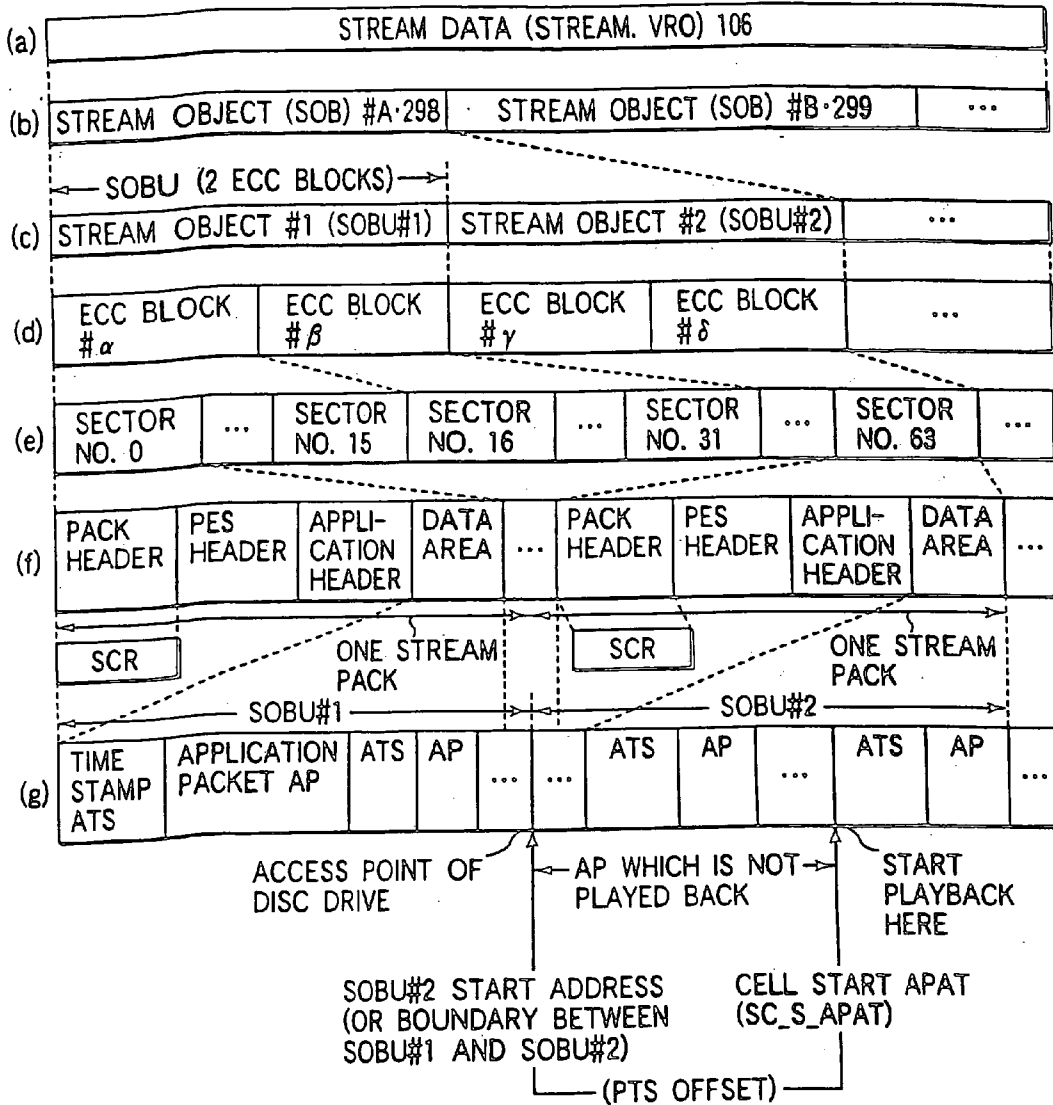 (a) STREAM DATA (STREAM. VRO) 106
(b) STREAM OBJECT (SOB) #A·298 STREAM OBJECT (SOB) #B·299 ...
SOBU (2 ECC BLOCKS)
(c) STREAM OBJECT #1 (SOBU#1) STREAM OBJECT #2 (SOBU#2) ...
(d) ECC BLOCK #α ECC BLOCK #β ECC BLOCK #γ ECC BLOCK #δ ...
(e) SECTOR NO. 0 ... SECTOR NO. 15 SECTOR NO. 16 ... SECTOR NO. 31 ... SECTOR NO. 63 ...
(f) PACK HEADER PES HEADER APPLI-CATION HEADER DATA AREA ... PACK HEADER PES HEADER APPLI-CATION HEADER DATA AREA ...
SCR ONE STREAM PACK SCR ONE STREAM PACK
SOBU#1 SOBU#2
(g) TIME STAMP ATS APPLICATION PACKET AP ATS AP ... ... ATS AP ... ATS AP ...
ACCESS POINT OF DISC DRIVE
AP WHICH IS NOT PLAYED BACK
START PLAYBACK HERE
SOBU#2 START ADDRESS
(OR BOUNDARY BETWEEN
SOBU#1 AND SOBU#2)
CELL START APAT
(SC_S_APAT)
(PTS OFFSET)